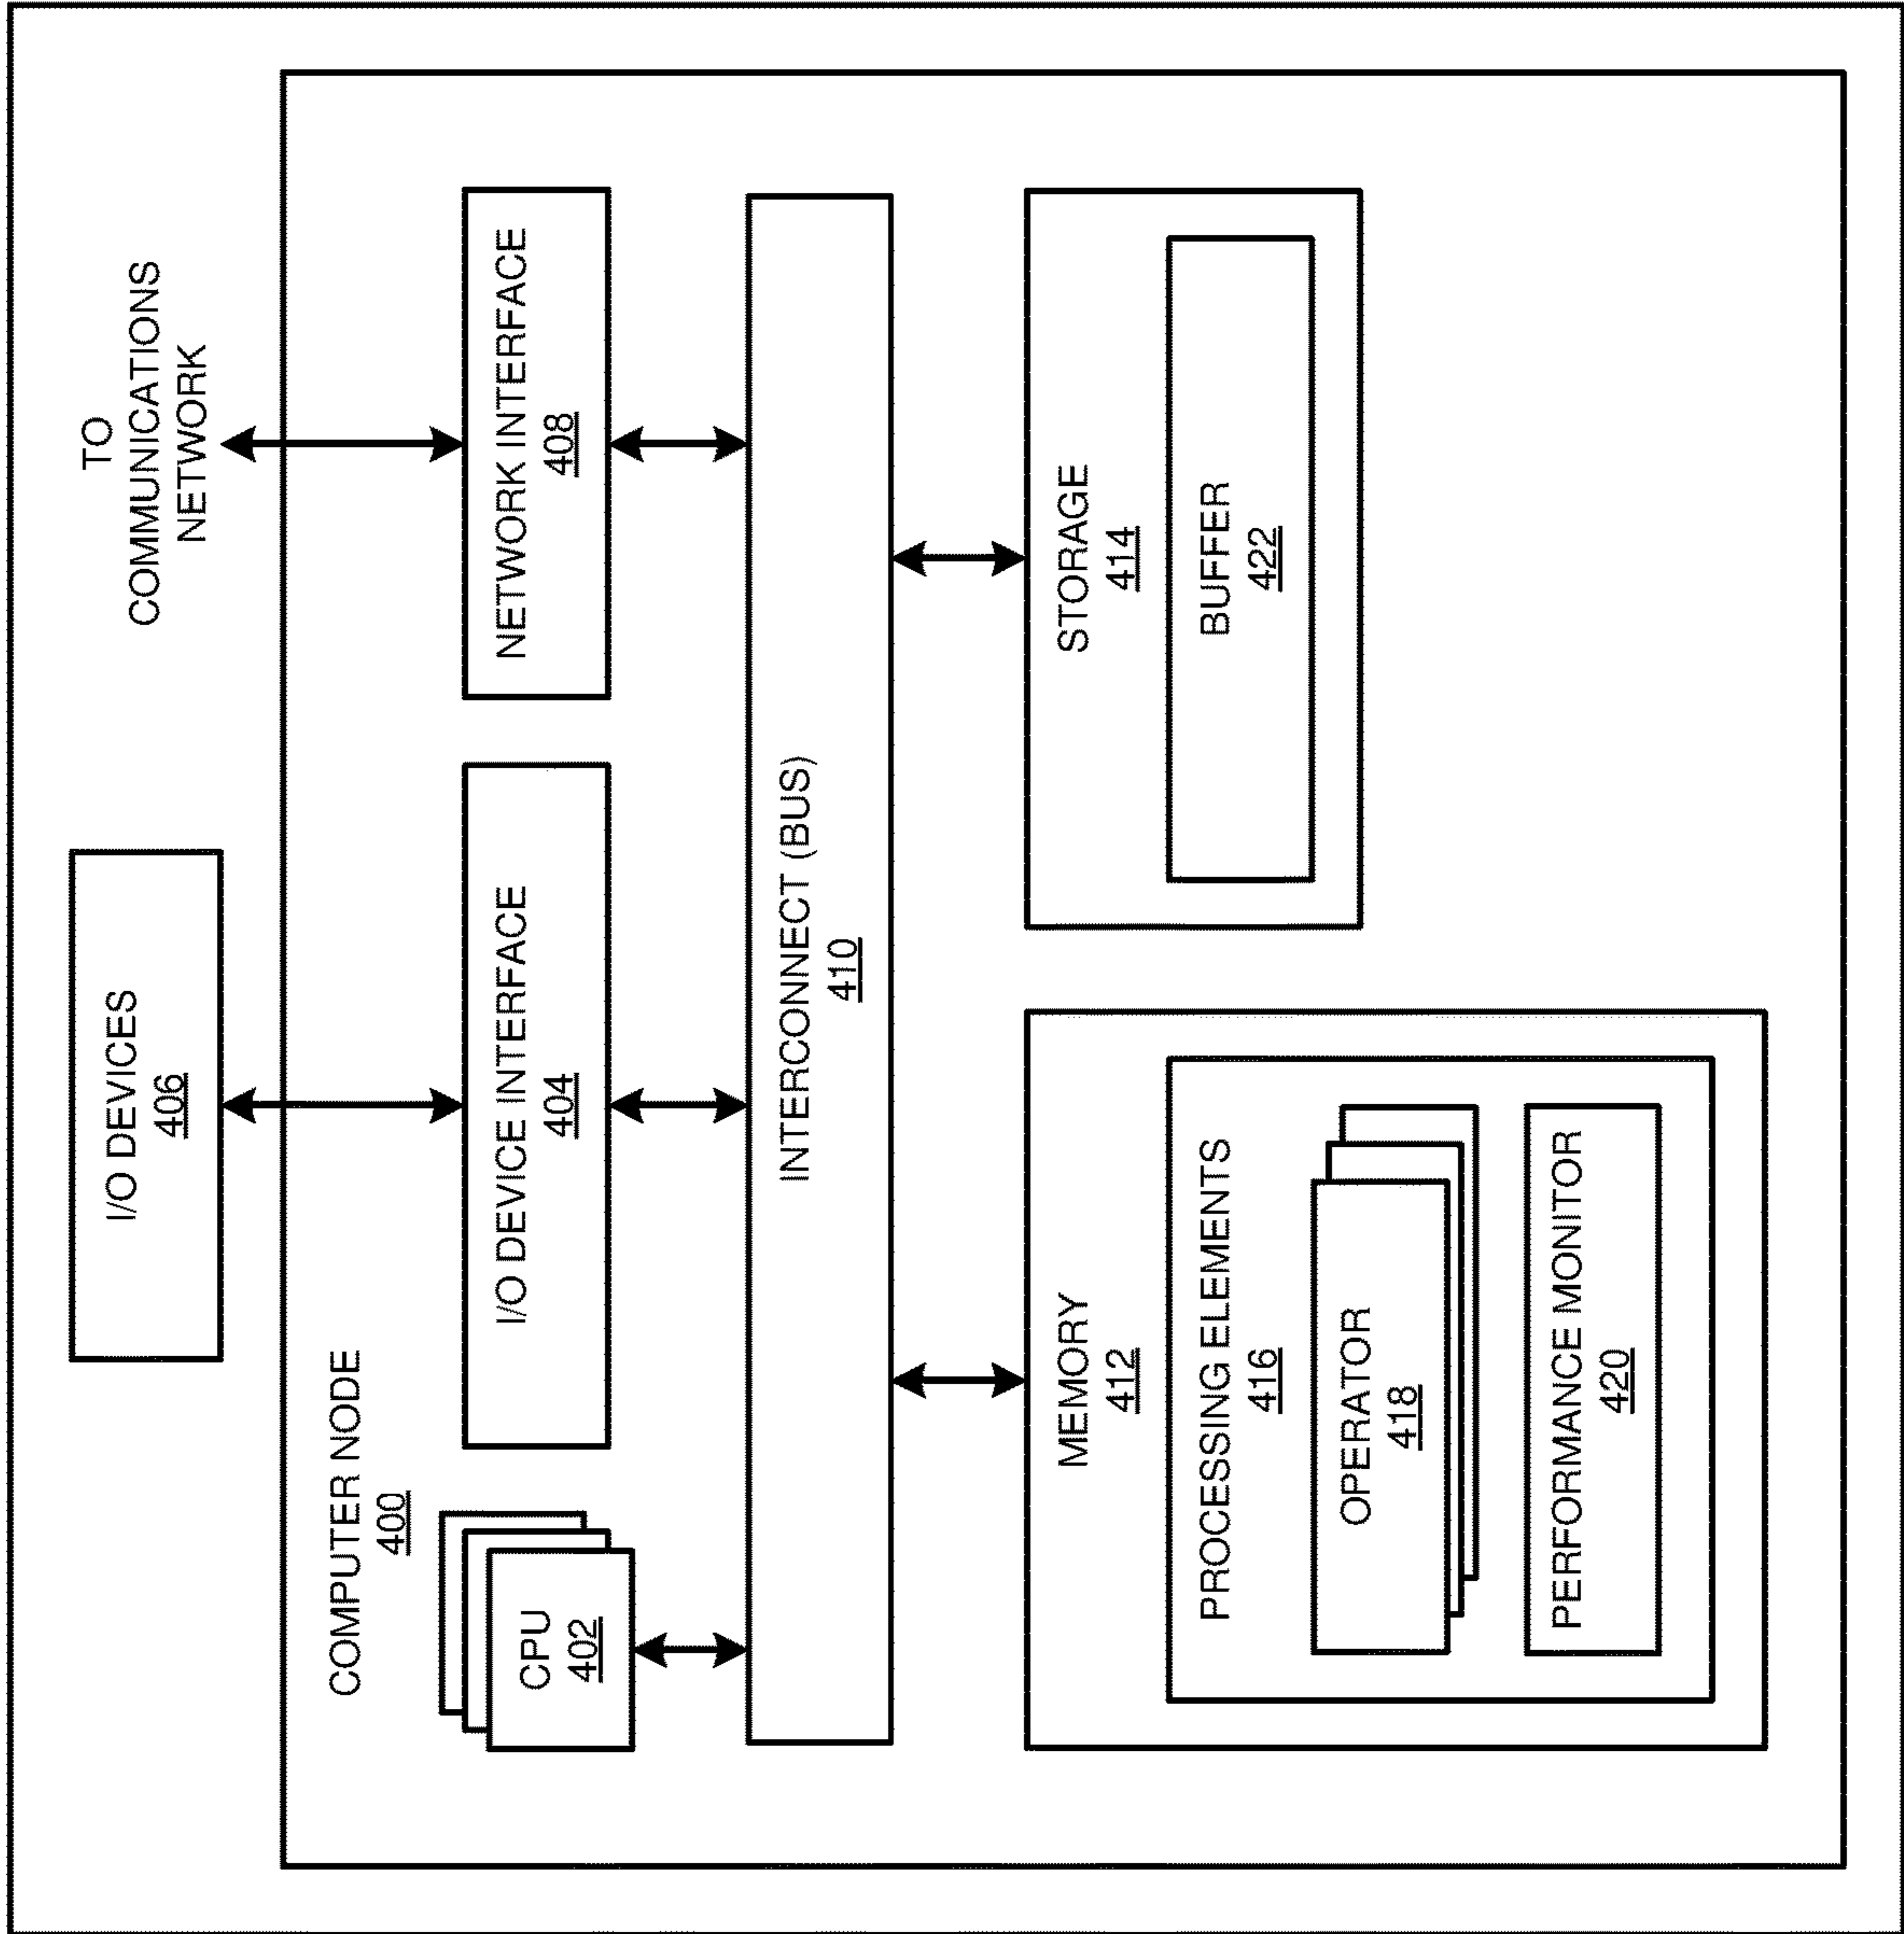 I/O DEVICES
406
TO
COMMUNICATIONS
NETWORK
COMPUTER NODE
400
CPU
402
I/O DEVICE INTERFACE
404
NETWORK INTERFACE
408
INTERCONNECT (BUS)
410
MEMORY
412
PROCESSING ELEMENTS
416
OPERATOR
418
PERFORMANCE MONITOR
420
STORAGE
414
BUFFER
422